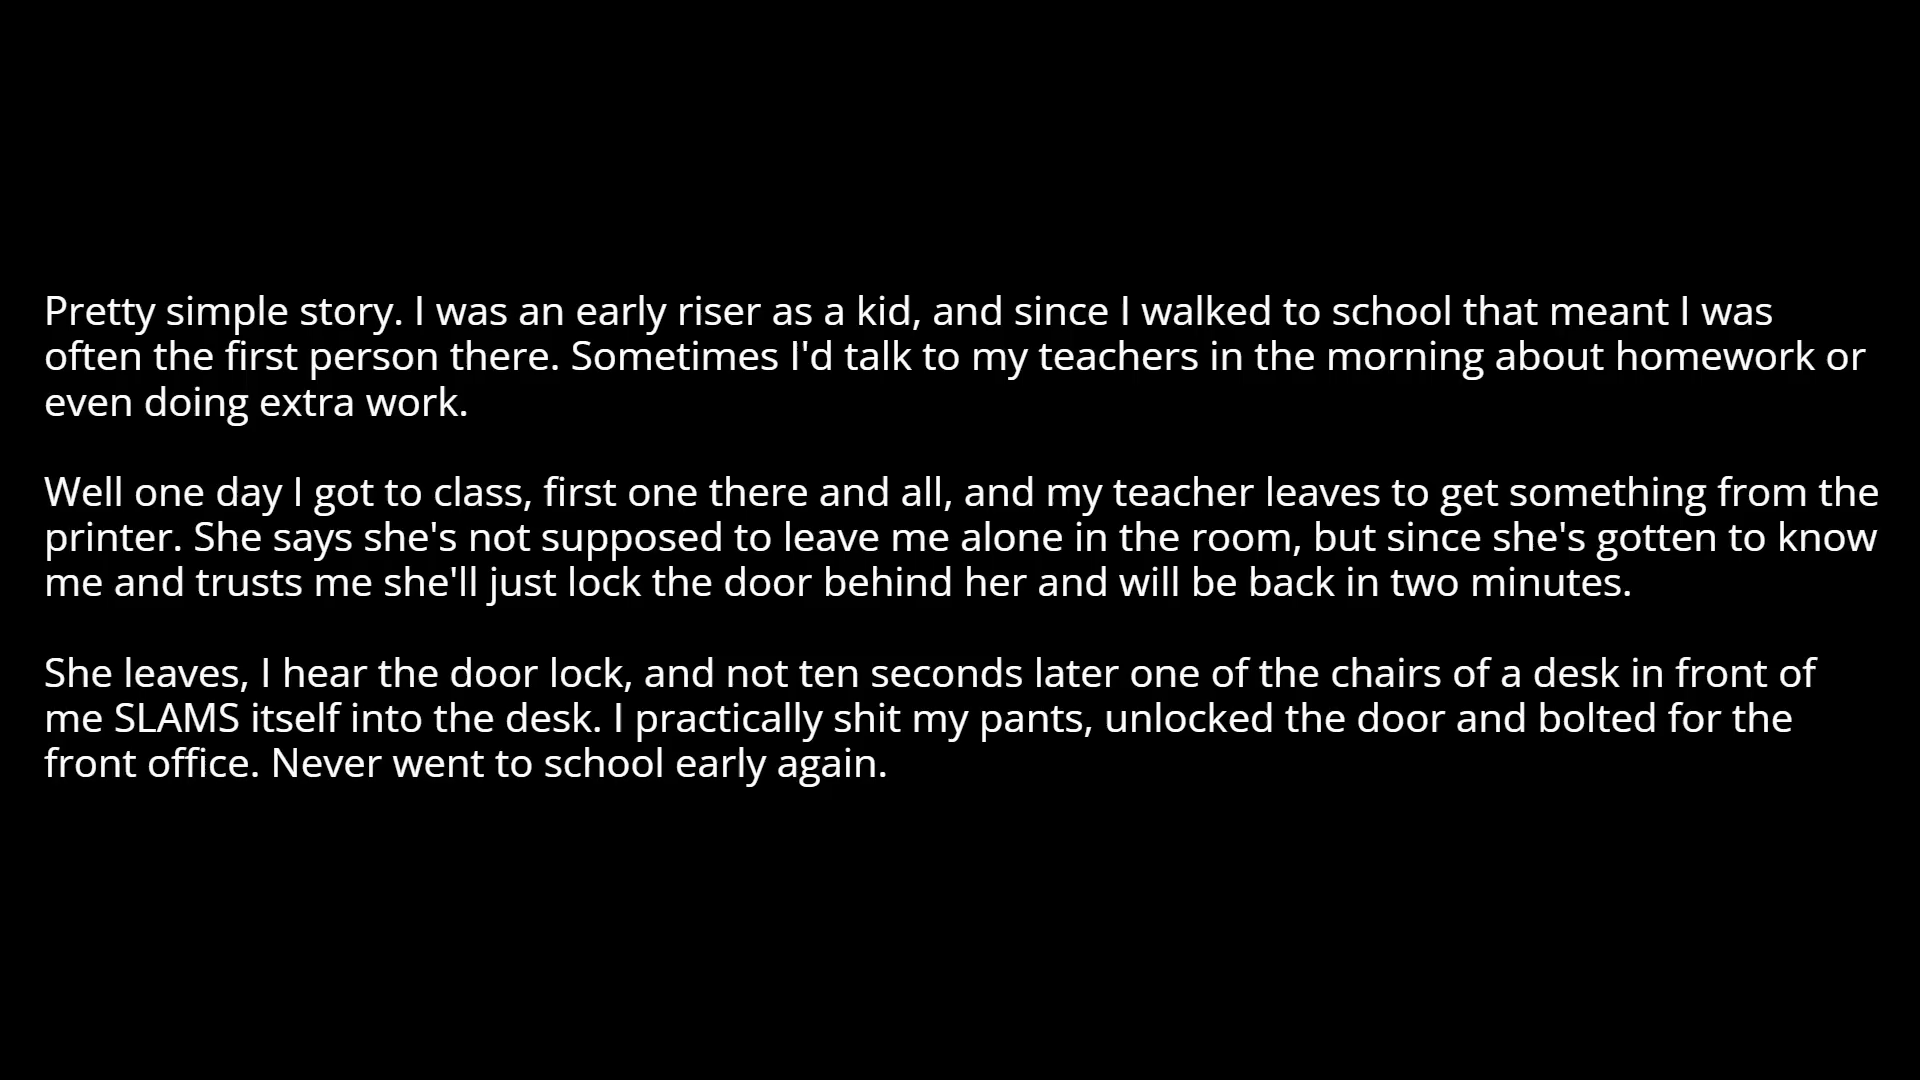 Pretty simple story. I was an early riser as a kid, and since I walked to school that meant I was
often the first person there. Sometimes I'd talk to my teachers in the morning about homework or
even doing extra work.
Well one day I got to class, first one there and all, and my teacher leaves to get something from the
printer. She says she's not supposed to leave me alone in the room, but since she's gotten to know
me and trusts me she'll just lock the door behind her and will be back in two minutes.
She leaves, I hear the door lock, and not ten seconds later one of the chairs of a desk in front of
me SLAMS itself into the desk. I practically shit my pants, unlocked the door and bolted for the
front office. Never went to school early again.